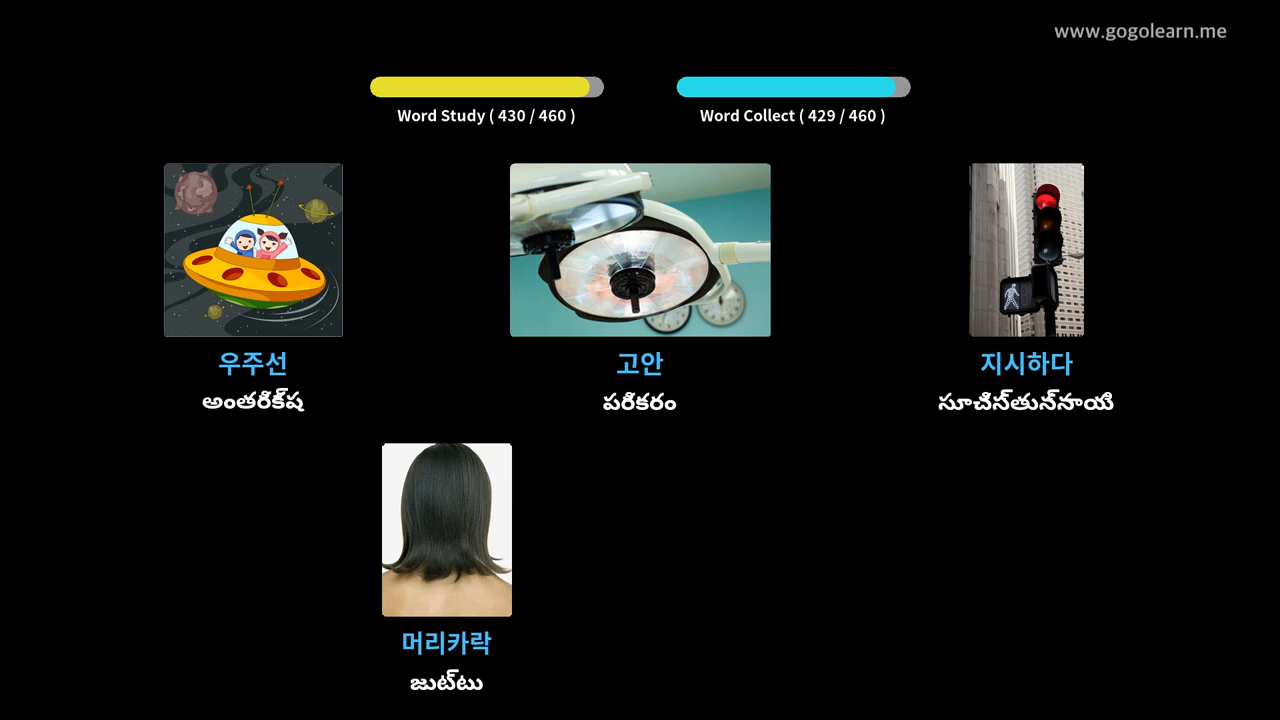 www.gogolearn.me
Word Study ( 430 / 460 )
Word Collect ( 429 / 460 )
우주선
고안
지시하다
అంతరిక్‌ష
పరికరం
సూచిస్‌తున్‌నాయి
머리카락
జుట్‌టు